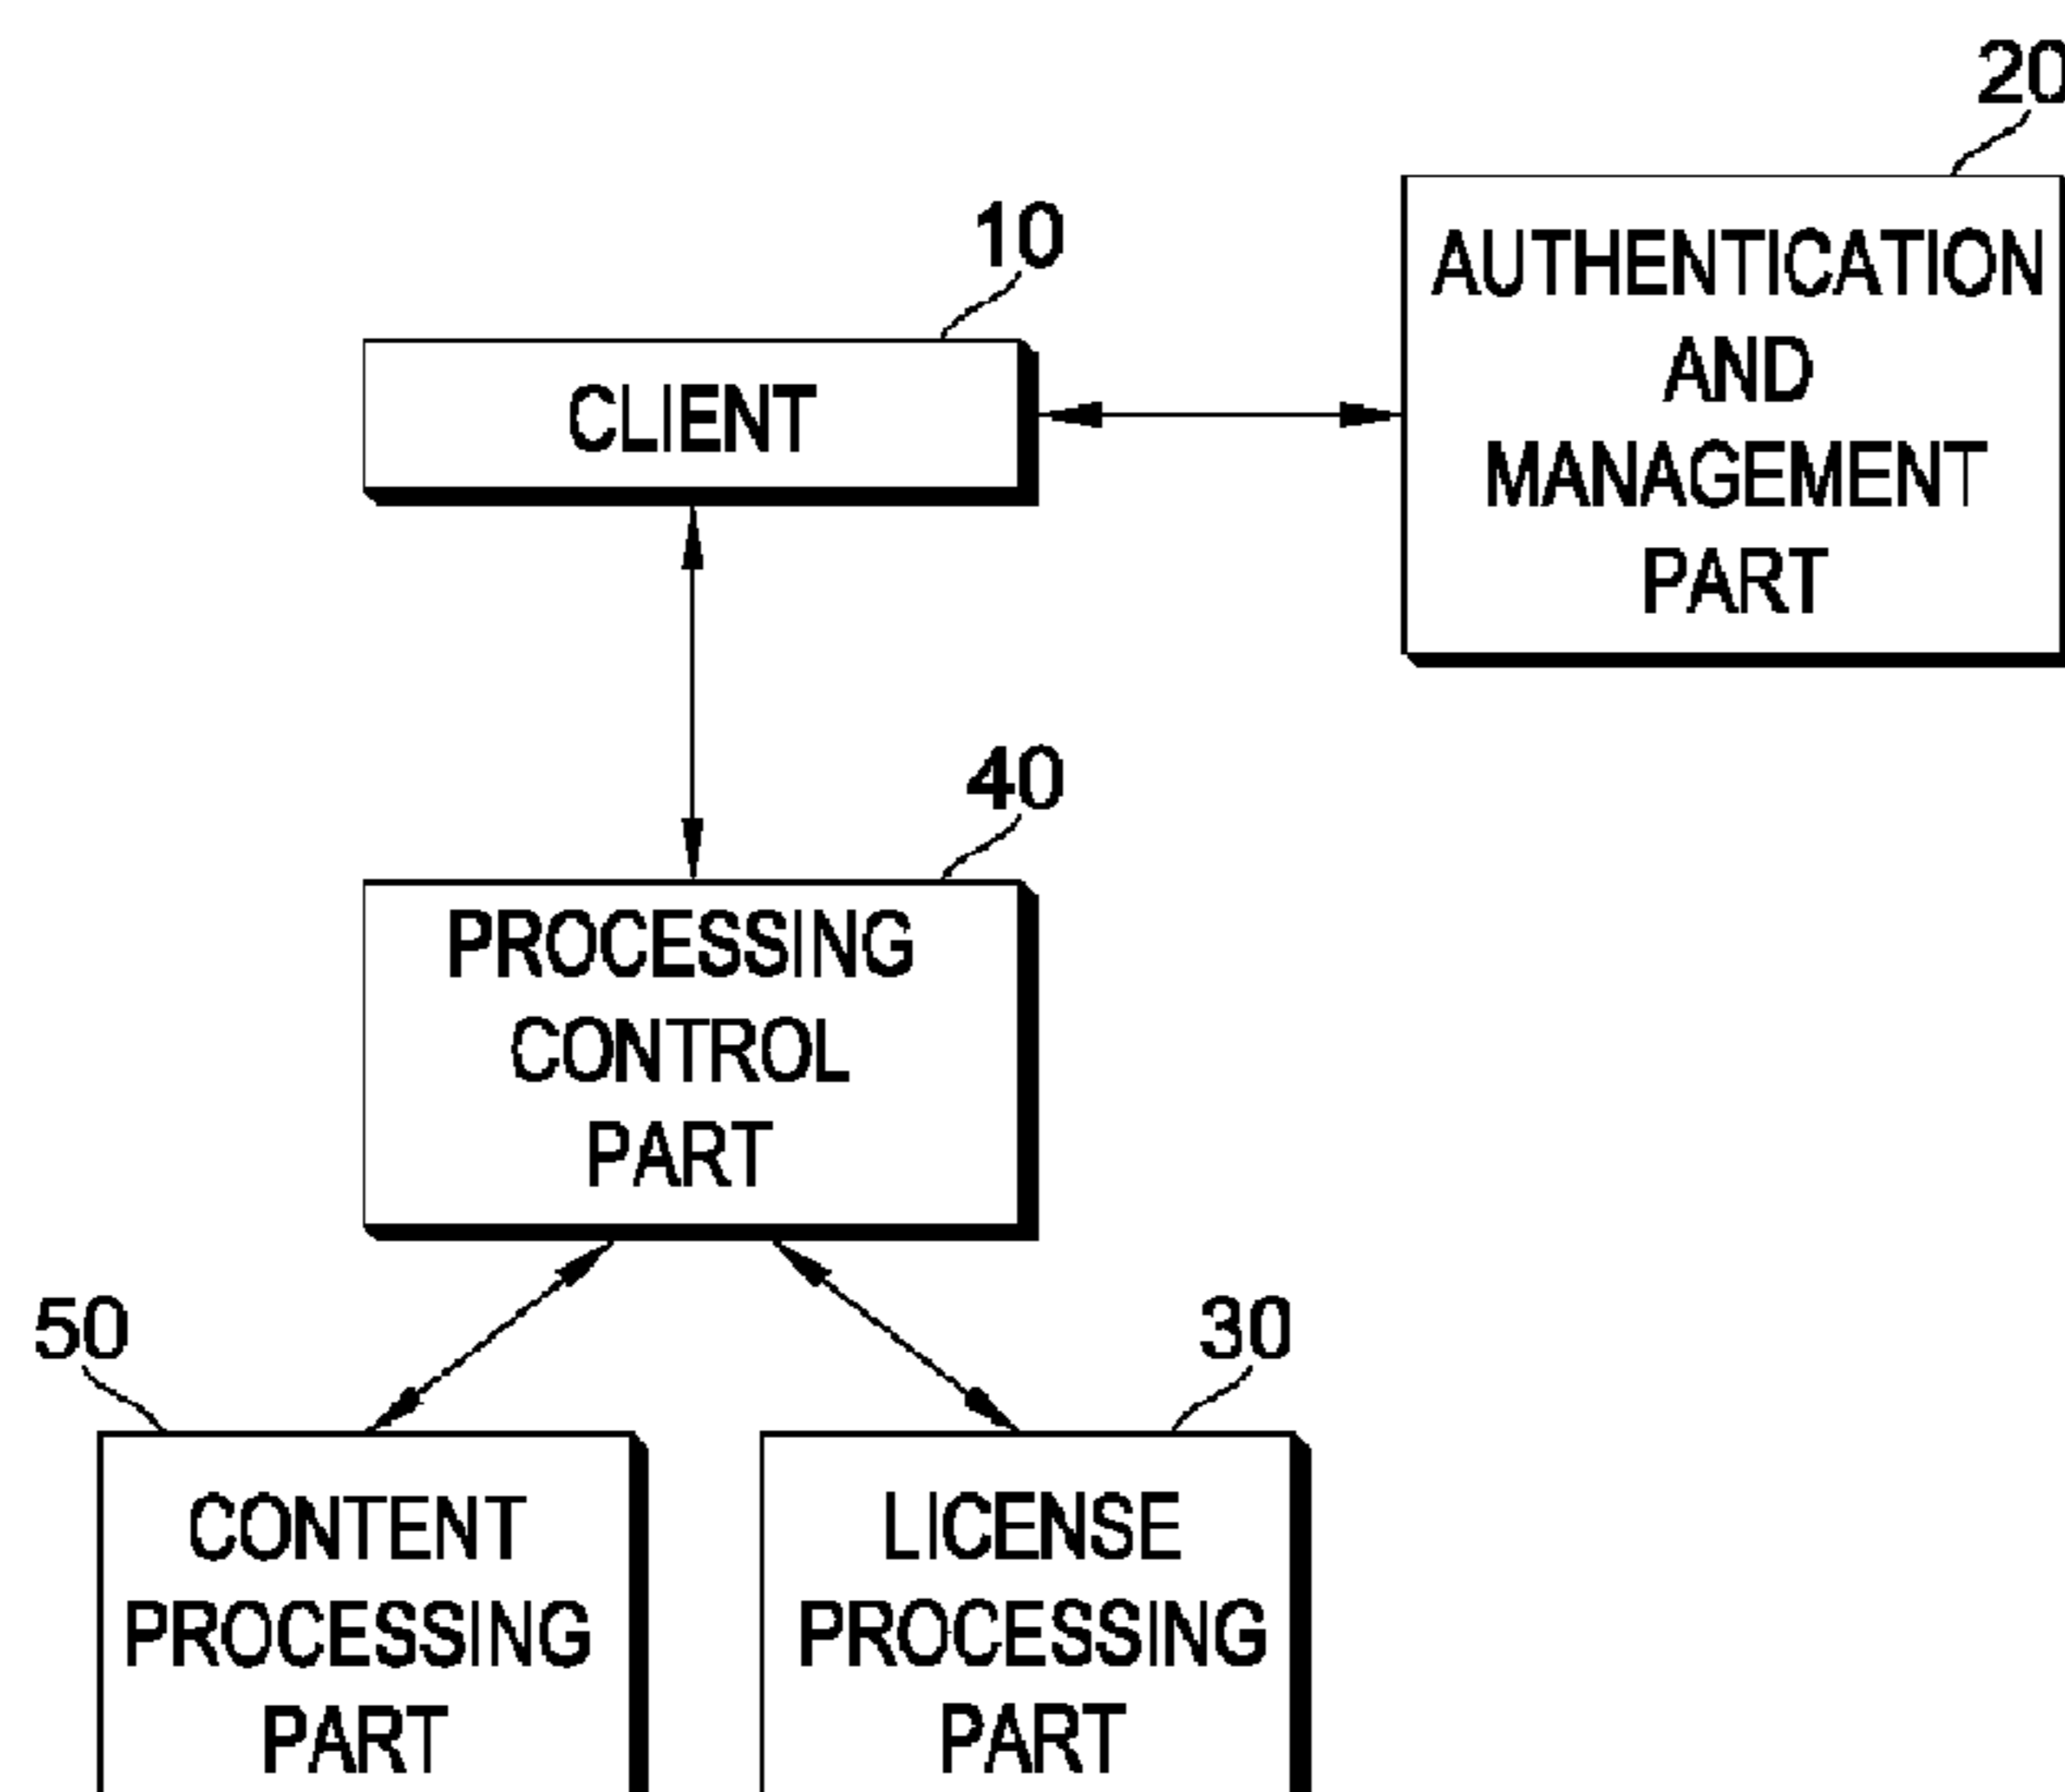 20
AUTHENTICATION
AND
MANAGEMENT
PART
10
CLIENT
40
PROCESSING
CONTROL
PART
50
CONTENT
PROCESSING
PART
30
LICENSE
PROCESSING
PART